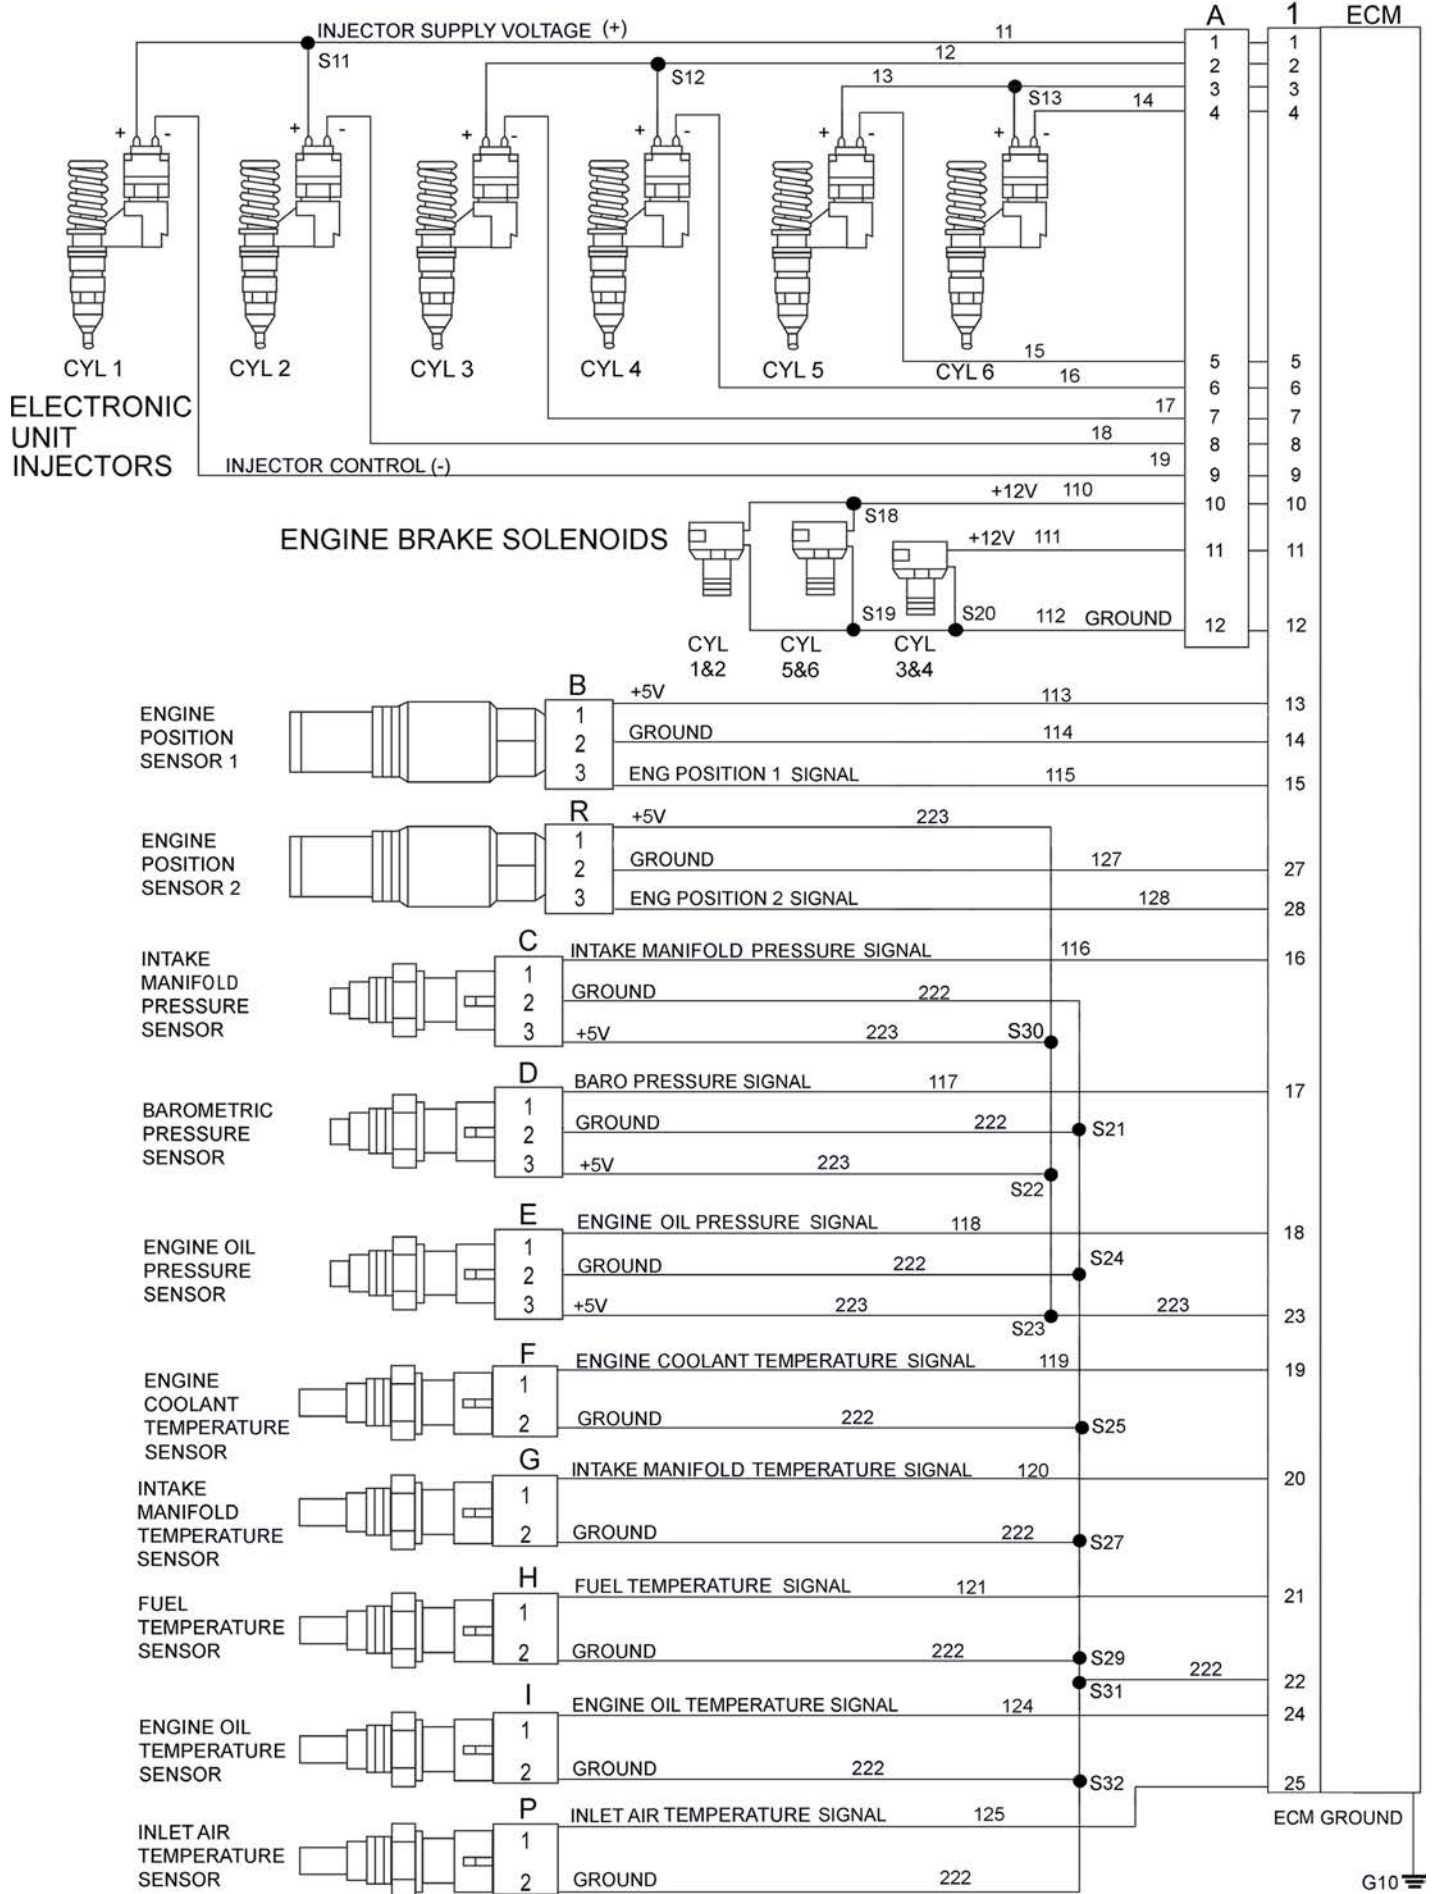 A 1 ECM
INJECTOR SUPPLY VOLTAGE (+) 11 1 1
S11 12 2 2
S12 13 3 3
S13 14 4 4
+ - + - + - + - + - + -
15 5 5
CYL 1 CYL 2 CYL 3 CYL 4 CYL 5 CYL 6
16 6 6
ELECTRONIC
UNIT
INJECTORS
17 7 7
18 8 8
INJECTOR CONTROL (-) 19 9 9
+12V 110 10 10
S18
ENGINE BRAKE SOLENOIDS
+12V 111 11 11
S19 S20 112 GROUND 12 12
CYL
1&2
CYL
5&6
CYL
3&4
B
ENGINE
POSITION
SENSOR 1
1 +5V 113 13
2 GROUND 114 14
3 ENG POSITION 1 SIGNAL 115 15
R
ENGINE
POSITION
SENSOR 2
1 +5V 223
2 GROUND 127 27
3 ENG POSITION 2 SIGNAL 128 28
C
INTAKE
MANIFOLD
PRESSURE
SENSOR
1 INTAKE MANIFOLD PRESSURE SIGNAL 116 16
2 GROUND 222
3 +5V 223 S30
D
BAROMETRIC
PRESSURE
SENSOR
1 BARO PRESSURE SIGNAL 117 17
2 GROUND 222 S21
3 +5V 223
S22
E
ENGINE OIL
PRESSURE
SENSOR
1 ENGINE OIL PRESSURE SIGNAL 118 18
2 GROUND 222 S24
3 +5V 223 223 23
S23
F
ENGINE
COOLANT
TEMPERATURE
SENSOR
1 ENGINE COOLANT TEMPERATURE SIGNAL 119 19
2 GROUND 222 S25
G
INTAKE
MANIFOLD
TEMPERATURE
SENSOR
1 INTAKE MANIFOLD TEMPERATURE SIGNAL 120 20
2 GROUND 222 S27
H
FUEL
TEMPERATURE
SENSOR
1 FUEL TEMPERATURE SIGNAL 121 21
2 GROUND 222 S29
222 22
S31
I
ENGINE OIL
TEMPERATURE
SENSOR
1 ENGINE OIL TEMPERATURE SIGNAL 124 24
2 GROUND 222 S32
25
P
INLET AIR
TEMPERATURE
SENSOR
1 INLET AIR TEMPERATURE SIGNAL 125
2 GROUND 222
ECM GROUND
G10